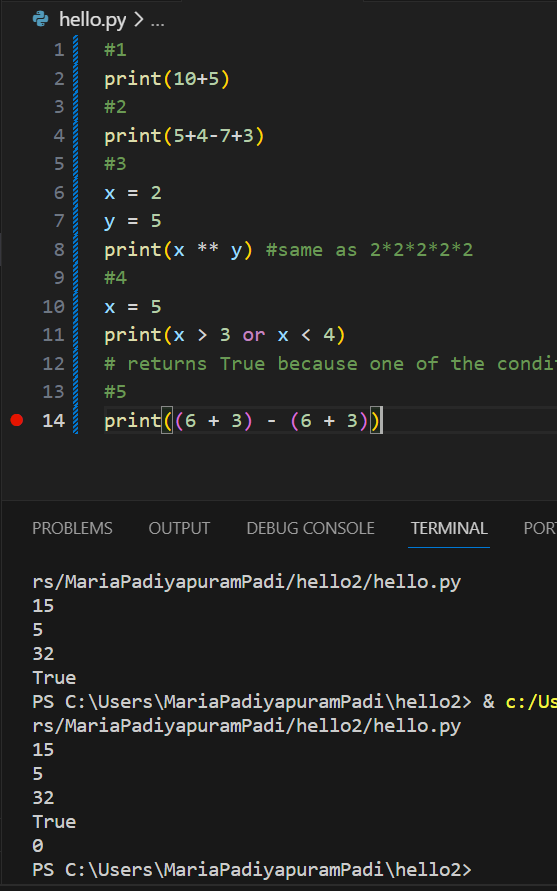 hello.py > ...
1 #1
2 print(10+5)
3 #2
4 print(5+4-7+3)
5 #3
6 x = 2
7 y = 5
8 print(x ** y) #same as 2*2*2*2*2
9 #4
10 x = 5
11 print(x > 3 or x < 4)
12 # returns True because one of the condi
13 #5
14 print((6 + 3) - (6 + 3))
PROBLEMS OUTPUT DEBUG CONSOLE TERMINAL POR
rs/MariaPadiyapuramPadi/hello2/hello.py
15
5
32
True
PS C:\Users\MariaPadiyapuramPadi\hello2> & c:/Us
rs/MariaPadiyapuramPadi/hello2/hello.py
15
5
32
True
0
PS C:\Users\MariaPadiyapuramPadi\hello2>